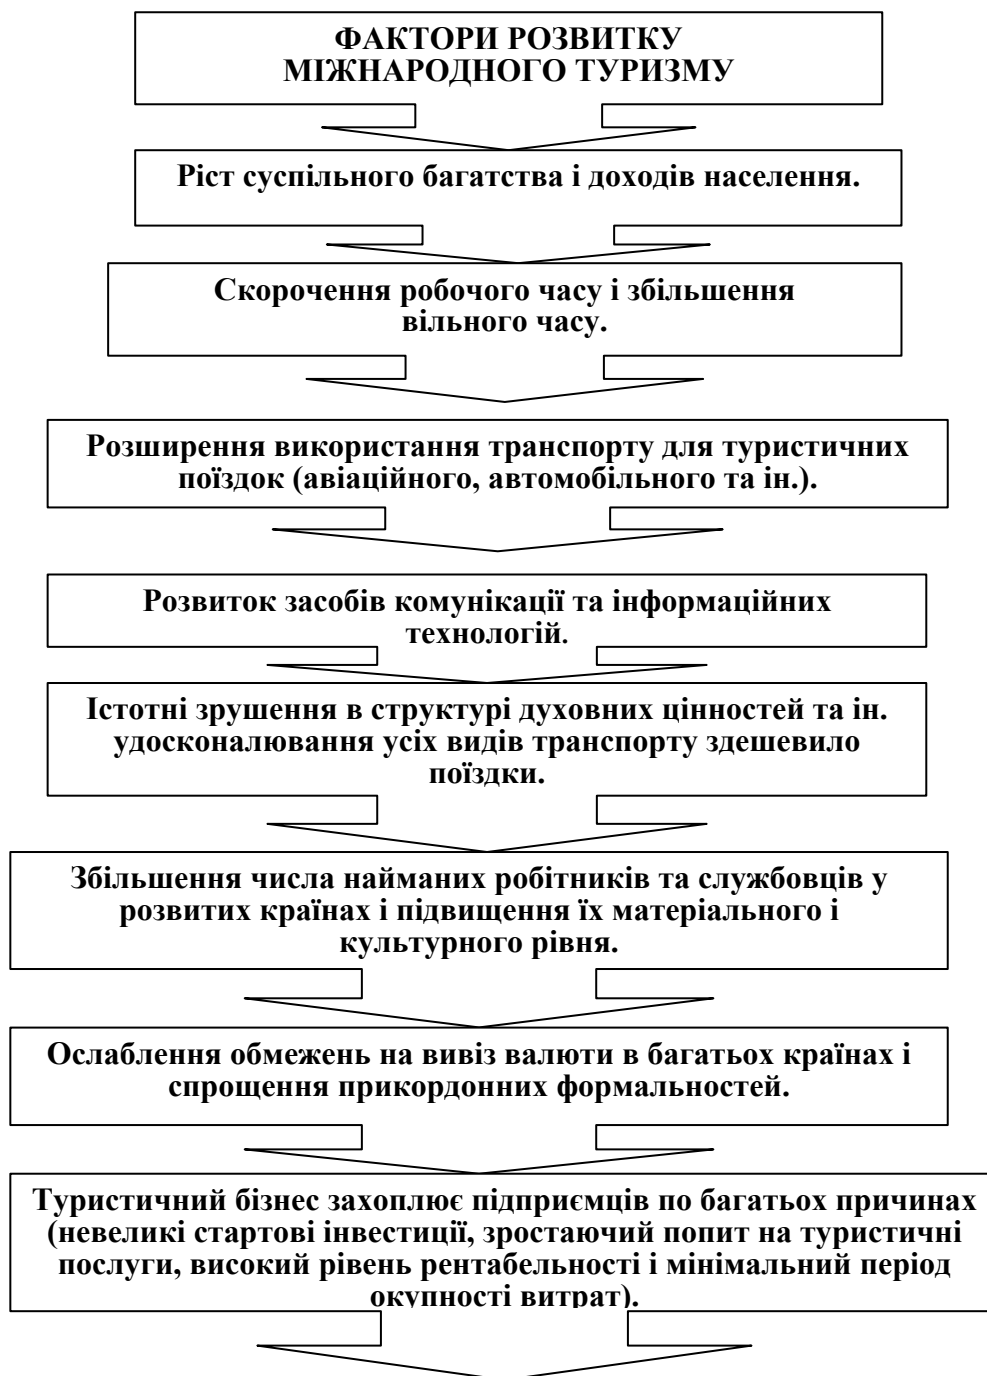 ФАКТОРИ РОЗВИТКУ
МІЖНАРОДНОГО ТУРИЗМУ
Ріст суспільного багатства і доходів населення.
Скорочення робочого часу і збільшення
вільного часу.
Розширення використання транспорту для туристичних
поїздок (авіаційного, автомобільного та ін.).
Розвиток засобів комунікації та інформаційних
технологій.
Істотні зрушення в структурі духовних цінностей та ін.
удосконалювання усіх видів транспорту здешевило
поїздки.
Збільшення числа найманих робітників та службовців у
розвитих країнах і підвищення їх матеріального і
культурного рівня.
Ослаблення обмежень на вивіз валюти в багатьох країнах і
спрощення прикордонних формальностей.
Туристичний бізнес захоплює підприємців по багатьох причинах
(невеликі стартові інвестиції, зростаючий попит на туристичні
послуги, високий рівень рентабельності і мінімальний період
окупності витрат).